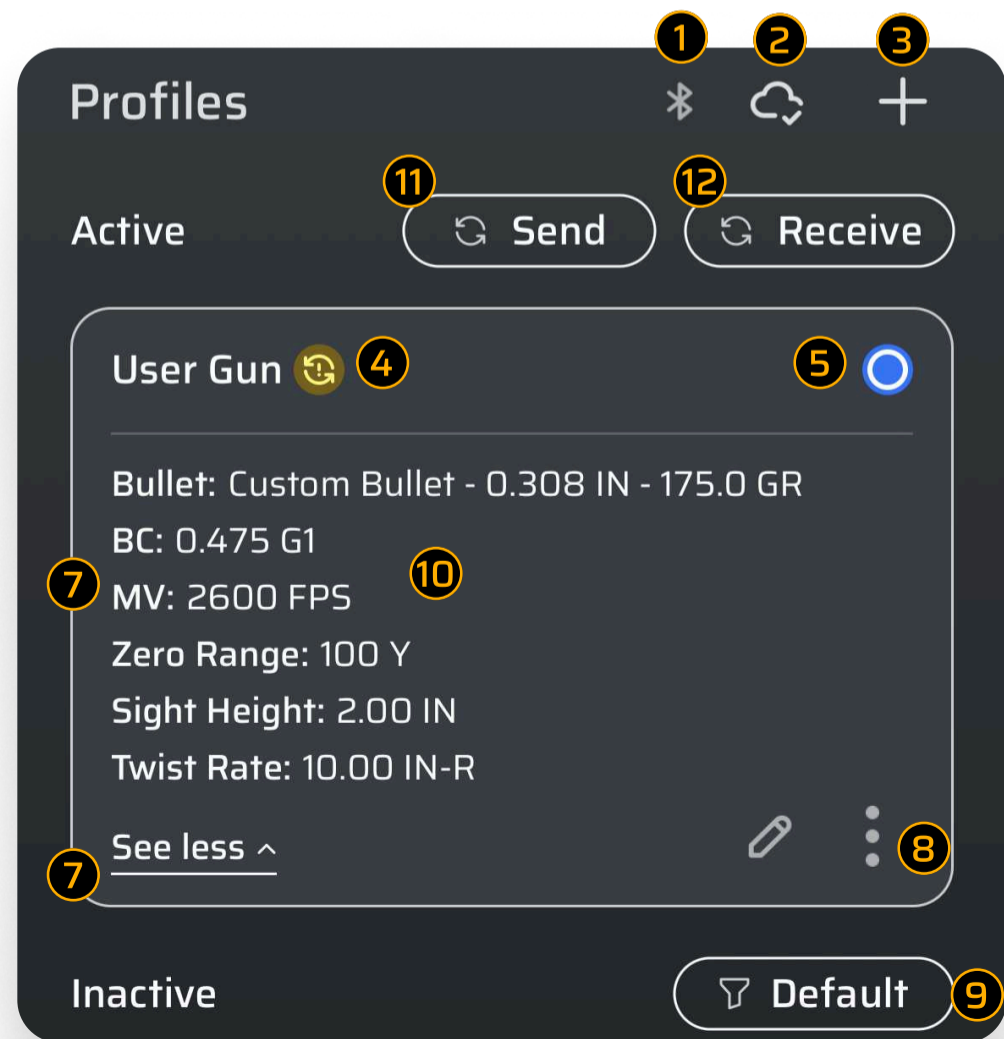 1 2 3
Profiles
11 12
Active Send Receive
User Gun 4 5
Bullet: Custom Bullet - 0.308 IN - 175.0 GR
BC: 0.475 G1
7 MV: 2600 FPS 10
Zero Range: 100 Y
Sight Height: 2.00 IN
Twist Rate: 10.00 IN-R
7 See less 8
Inactive Default 9